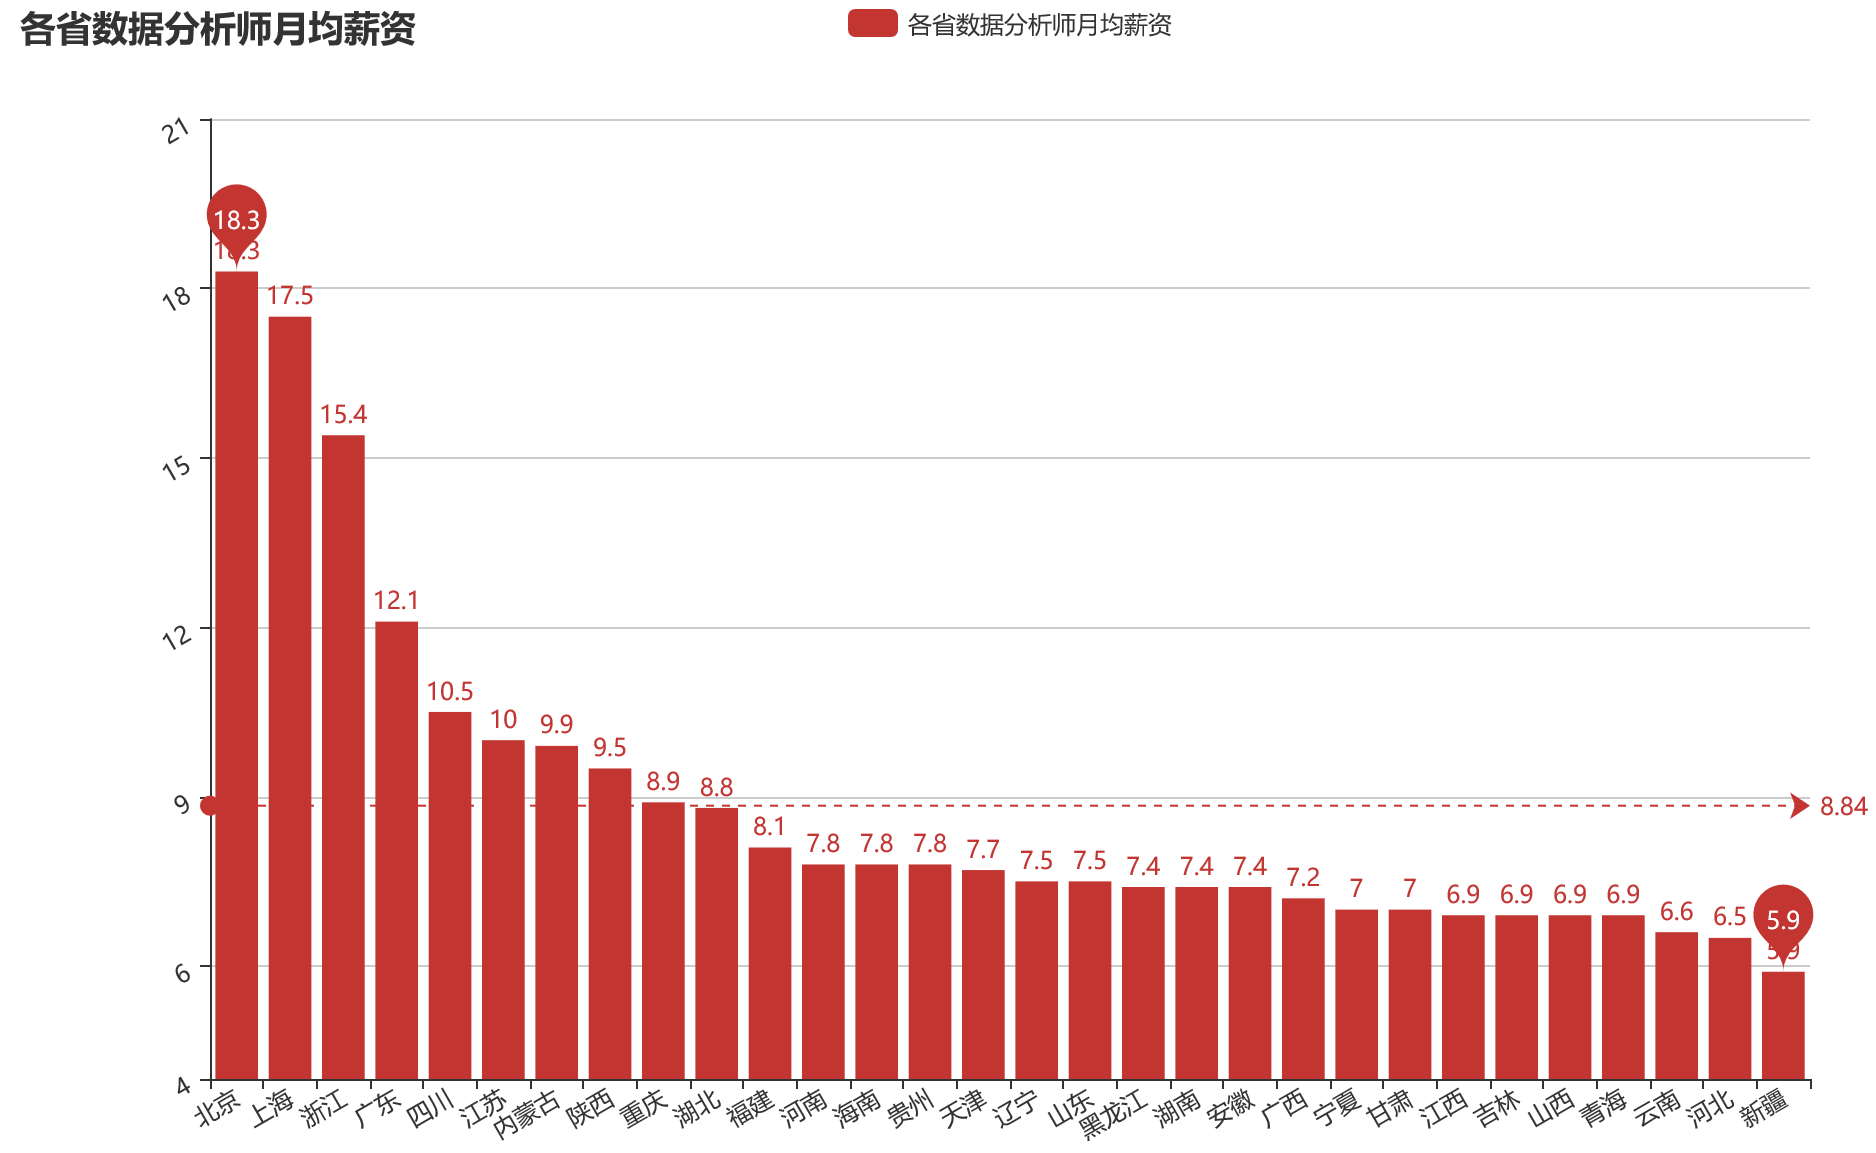 各省数据分析师月均薪资
各省数据分析师月均薪资
21
18
15
12
9
6
4
18.3
18.3
17.5
15.4
12.1
10.5
10
9.9
9.5
8.9
8.8
8.1
7.8
7.8
7.8
7.7
7.5
7.5
7.4
7.4
7.4
7.2
7
7
6.9
6.9
6.9
6.9
6.6
6.5
5.9
5.9
8.84
北京
上海
浙江
广东
四川
江苏
内蒙古
陕西
重庆
湖北
福建
河南
海南
贵州
天津
辽宁
山东
黑龙江
湖南
安徽
广西
宁夏
甘肃
江西
吉林
山西
青海
云南
河北
新疆